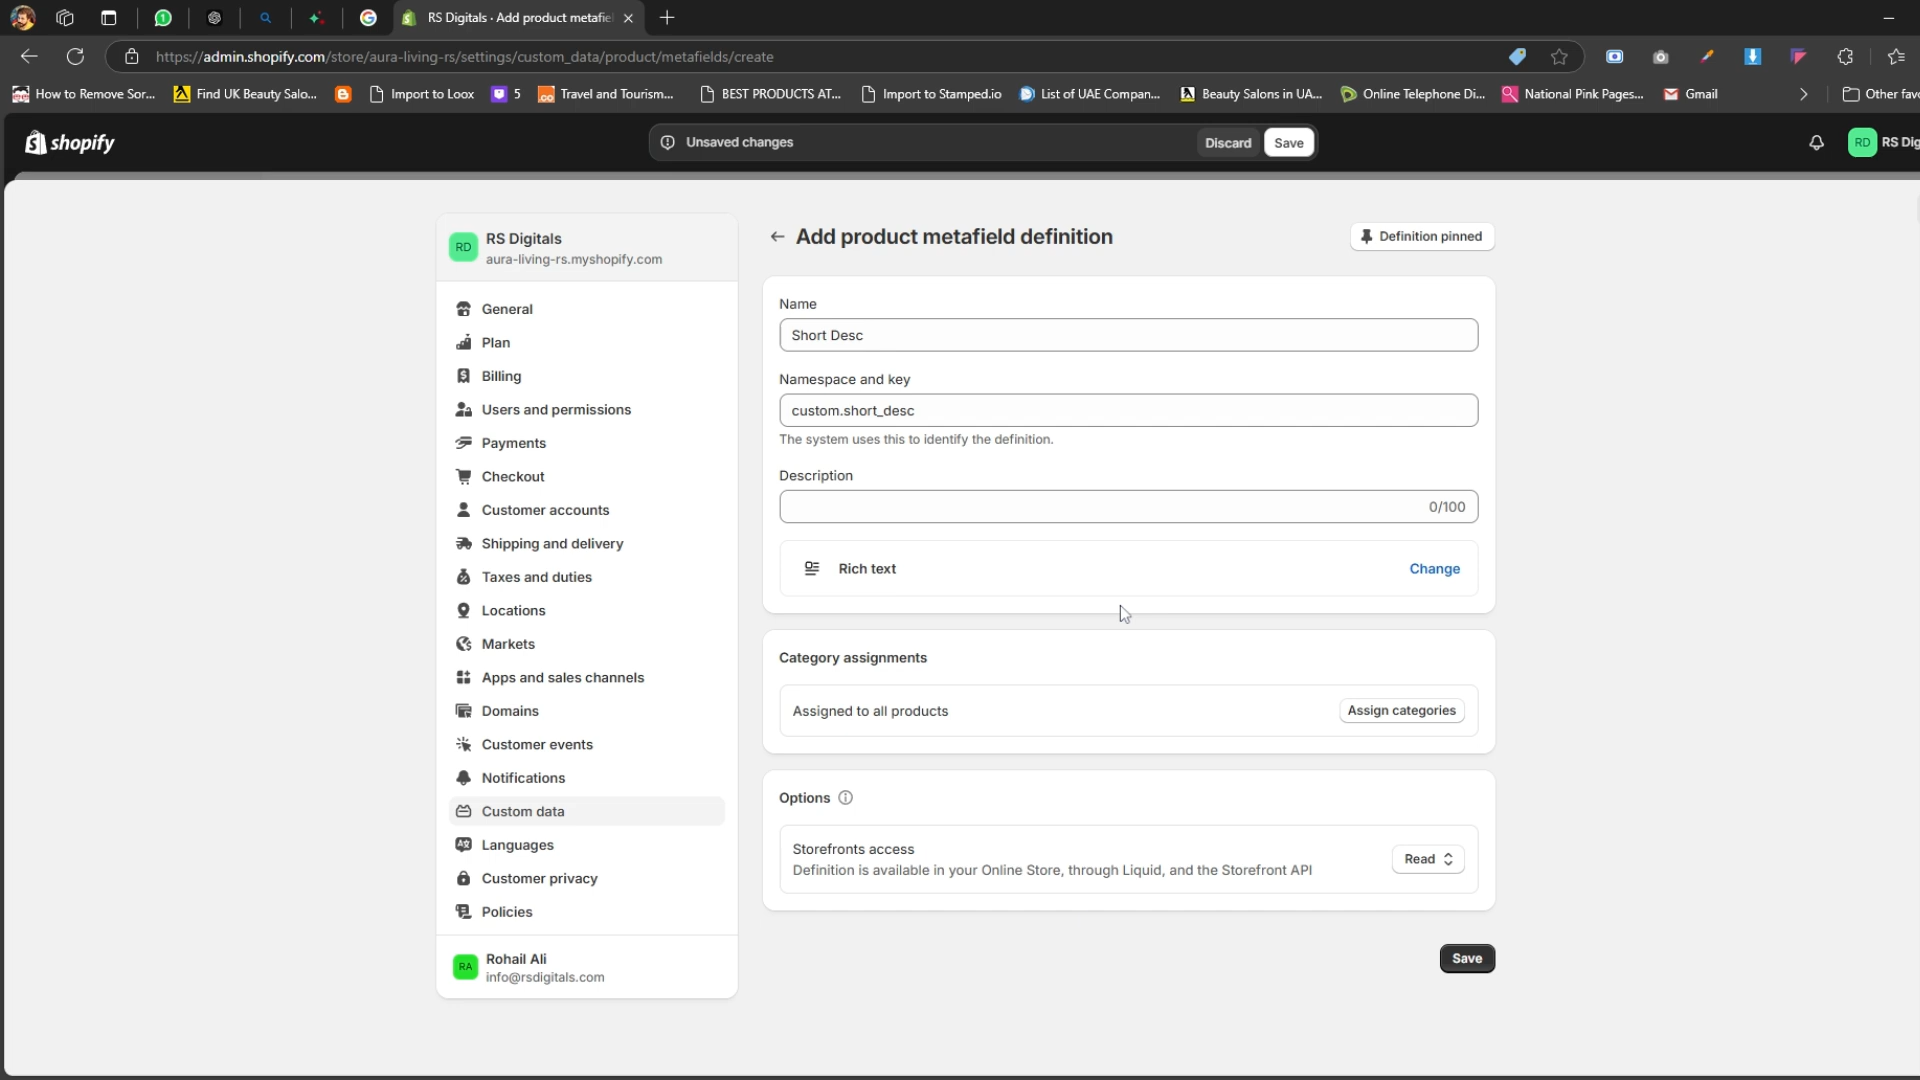 RS Digitals · Add product metafiel
https://admin.shopify.com/store/aura-living-rs/settings/custom_data/product/metafields/create
How to Remove Sor...
Find UK Beauty Salo...
Import to Loox
5
Travel and Tourism...
BEST PRODUCTS AT...
Import to Stamped.io
List of UAE Compan...
Beauty Salons in UA...
Online Telephone Di...
National Pink Pages...
Gmail
Other favo
shopify
Unsaved changes
Discard
Save
RD
RS Dig
RD
RS Digitals
aura-living-rs.myshopify.com
General
Plan
Billing
Users and permissions
Payments
Checkout
Customer accounts
Shipping and delivery
Taxes and duties
Locations
Markets
Apps and sales channels
Domains
Customer events
Notifications
Custom data
Languages
Customer privacy
Policies
RA
Rohail Ali
info@rsdigitals.com
Add product metafield definition
Definition pinned
Name
Short Desc
Namespace and key
custom.short_desc
The system uses this to identify the definition.
Description
0/100
Rich text
Change
Category assignments
Assigned to all products
Assign categories
Options
Storefronts access
Definition is available in your Online Store, through Liquid, and the Storefront API
Read
Save